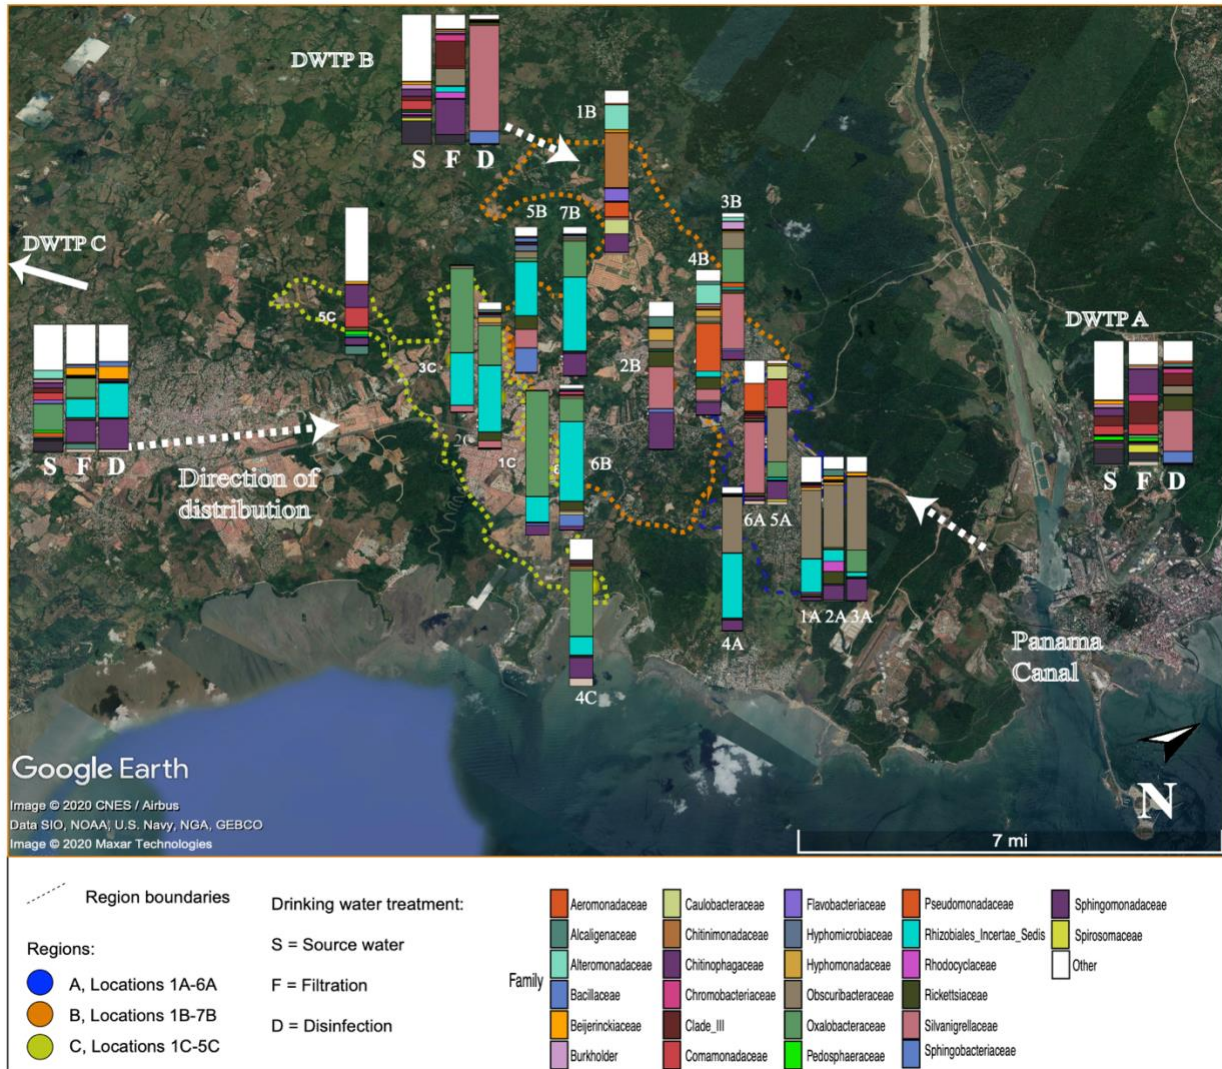 DWTP B
S F D
1B
5B 7B
3B
DWTP C
4B
5C
DWTP A
3C
2B
S F D
2C
Direction of
distribution
1C
6B
6A 5A
S F D
1A 2A 3A
4A
Panama
Canal
4C
Google Earth
Image © 2020 CNES / Airbus
Data SIO, NOAA, U.S. Navy, NGA, GEBCO
Image © 2020 Maxar Technologies
N
7 mi
Region boundaries
Regions:
A, Locations 1A-6A
B, Locations 1B-7B
C, Locations 1C-5C
Drinking water treatment:
S = Source water
F = Filtration
D = Disinfection
Family
Aeromonadaceae
Alcaligenaceae
Alteromonadaceae
Bacillaceae
Beijerinckiaceae
Burkholder
Caulobacteraceae
Chitinimonadaceae
Chitinophagaceae
Chromobacteriaceae
Clade_III
Comamonadaceae
Flavobacteriaceae
Hyphomicrobiaceae
Hyphomonadaceae
Obscuribacteraceae
Oxalobacteraceae
Pedosphaeraceae
Pseudomonadaceae
Rhizobiales_Incertae_Sedis
Rhodocyclaceae
Rickettsiaceae
Silvanigrellaceae
Sphingobacteriaceae
Sphingomonadaceae
Spirosomaceae
Other